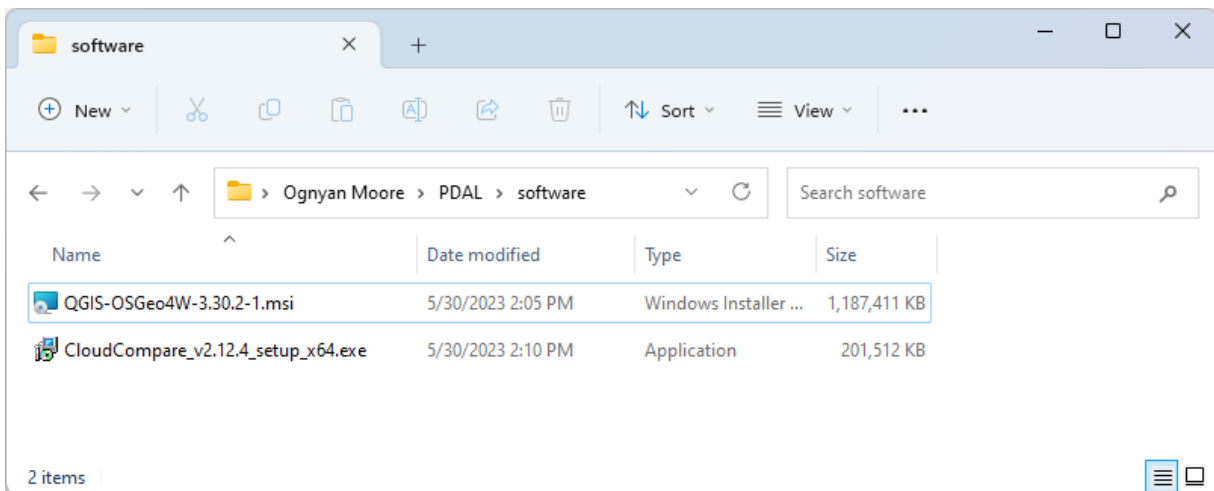 software
New Sort View
Ognyan Moore PDAL software Search software
Name Date modified Type Size
QGIS-OSGeo4W-3.30.2-1.msi 5/30/2023 2:05 PM Windows Installer ... 1,187,411 KB
CloudCompare_v2.12.4_setup_x64.exe 5/30/2023 2:10 PM Application 201,512 KB
2 items